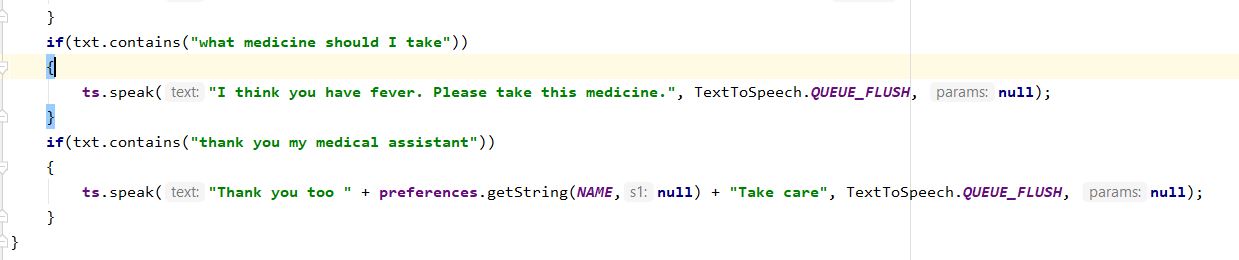 }
if(txt.contains("what medicine should I take"))
{
ts.speak( text: "I think you have fever. Please take this medicine.", TextToSpeech.QUEUE_FLUSH, params: null);
}
if(txt.contains("thank you my medical assistant"))
{
ts.speak( text: "Thank you too " + preferences.getString(NAME, s1: null) + "Take care", TextToSpeech.QUEUE_FLUSH, params: null);
}
}